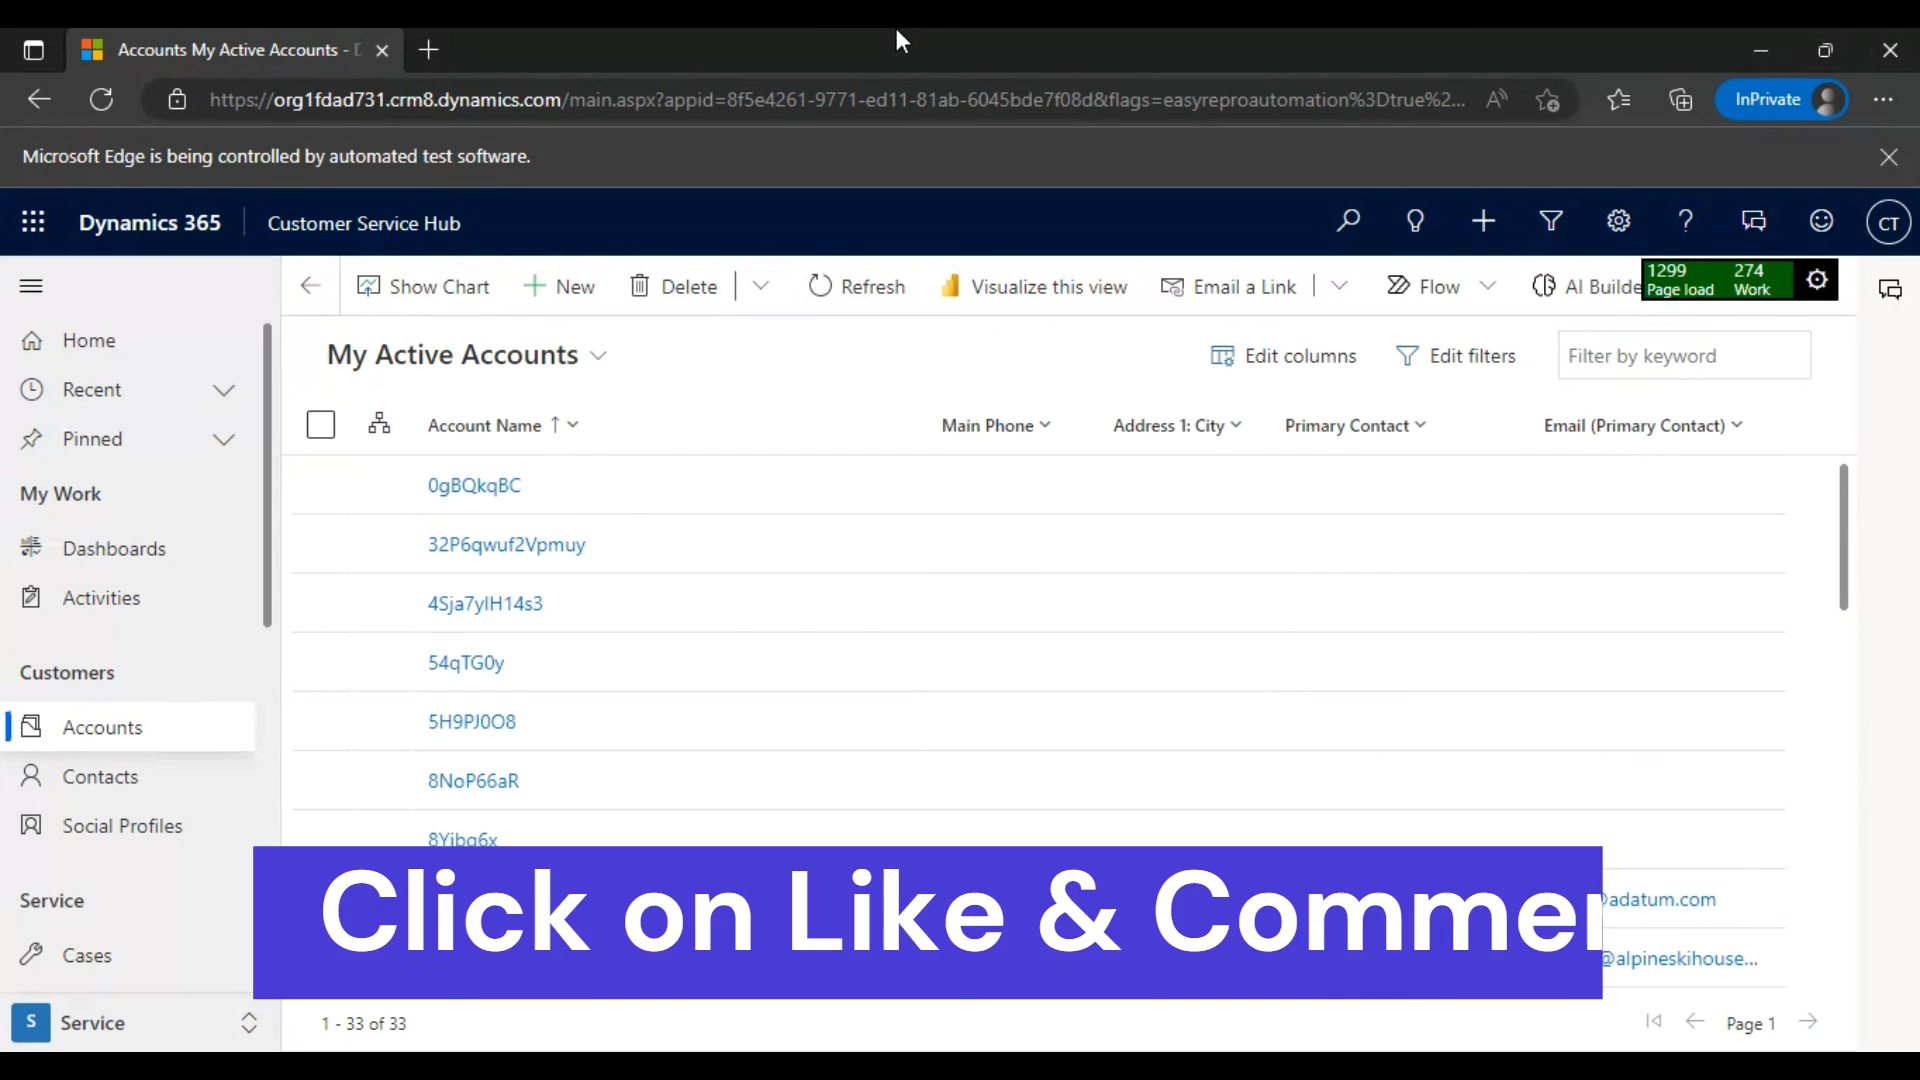 Accounts My Active Accounts -
https://org1fdad731.crm8.dynamics.com/main.aspx?appid=8f5e4261-9771-ed11-81ab-6045bde7f08d&flags=easyreproautomation%3Dtrue%2...
InPrivate
Microsoft Edge is being controlled by automated test software.
Dynamics 365
Customer Service Hub
CT
Show Chart
New
Delete
Refresh
Visualize this view
Email a Link
Flow
AI Builde
1299
Page load
274
Work
Home
Recent
Pinned
My Work
Dashboards
Activities
Customers
Accounts
Contacts
Social Profiles
Service
Cases
S Service
My Active Accounts
Edit columns
Edit filters
Filter by keyword
Account Name
Main Phone
Address 1: City
Primary Contact
Email (Primary Contact)
0gBQkqBC
32P6qwuf2Vpmuy
4Sja7ylH14s3
54qTG0y
5H9PJ0O8
8NoP66aR
8Yibq6x
@adatum.com
@alpineskihouse...
Click on Like & Commen
1 - 33 of 33
Page 1